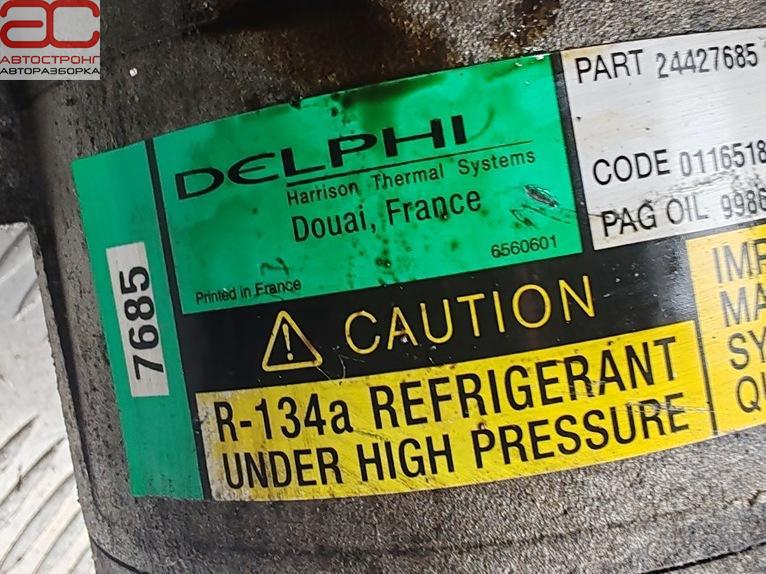 АС
АВТОСТРОНГ
АВТОРАЗБОРКА
DELPHI
Harrison Thermal Systems
Douai, France
6560601
Printed in France
7685
PART 24427685
CODE 0116518
PAG OIL
CAUTION
R-134a REFRIGERANT
UNDER HIGH PRESSURE